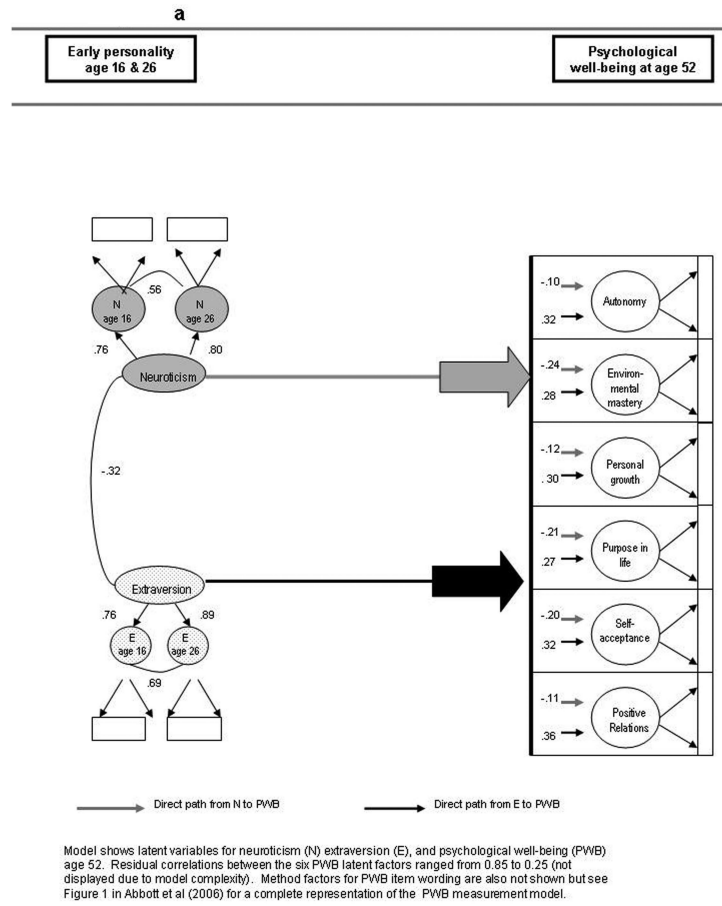 a
Early personality
age 16 & 26
Psychological
well-being at age 52
.56
N
age 16
N
age 26
.76
.80
Neuroticism
-.32
Extraversion
.76
.89
E
age 16
E
age 26
.69
-.10
.32
Autonomy
-.24
.28
Environ-
mental
mastery
-.12
.30
Personal
growth
-.21
.27
Purpose in
life
-.20
.32
Self-
acceptance
-.11
.36
Positive
Relations
Direct path from N to PWB
Direct path from E to PWB
Model shows latent variables for neuroticism (N) extraversion (E), and psychological well-being (PWB)
age 52. Residual correlations between the six PWB latent factors ranged from 0.85 to 0.25 (not
displayed due to model complexity). Method factors for PWB item wording are also not shown but see
Figure 1 in Abbott et al (2006) for a complete representation of the PWB measurement model.